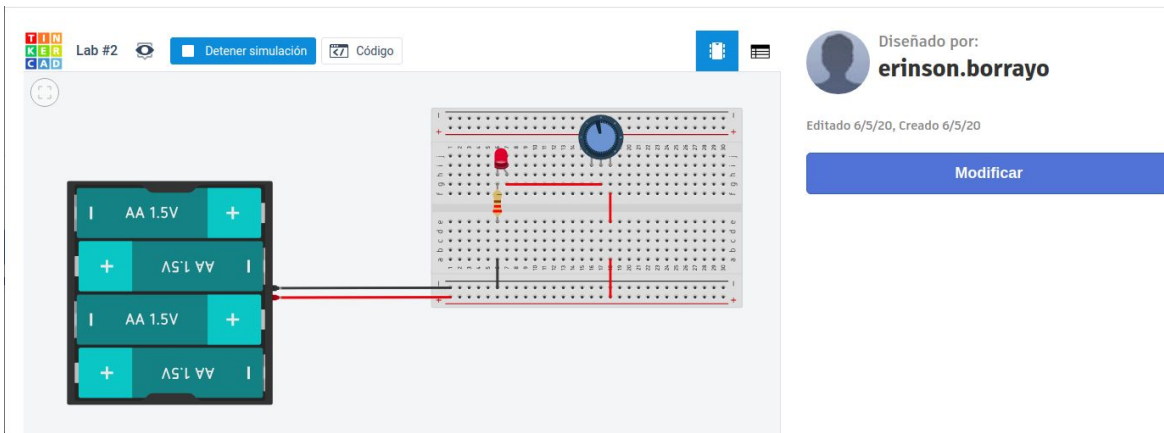 TIN
KER
CAD
Lab #2
Detener simulación
Código
Diseñado por:
erinson.borrayo
Editado 6/5/20, Creado 6/5/20
Modificar
AA 1.5V
AA 1.5V
AA 1.5V
AA 1.5V